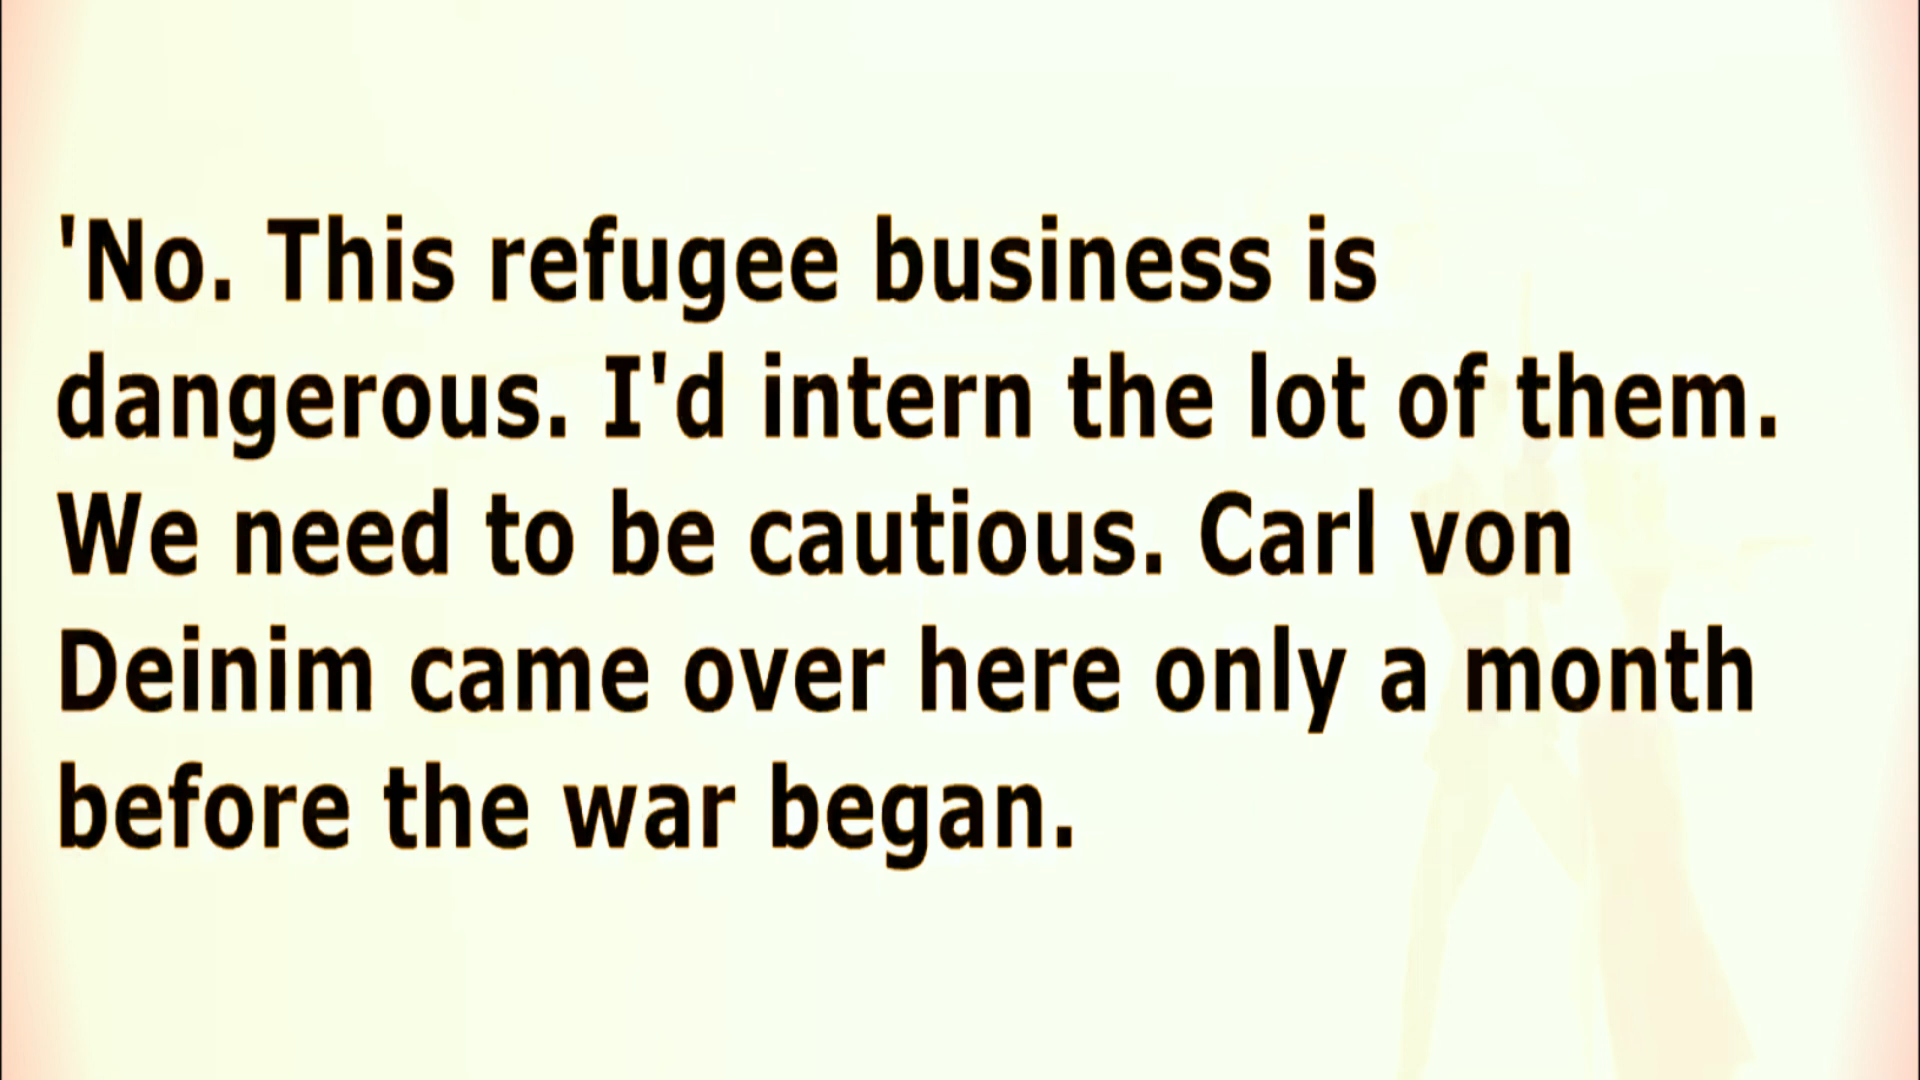 'No. This refugee business is
dangerous. I'd intern the lot of them.
We need to be cautious. Carl von
Deinim came over here only a month
before the war began.